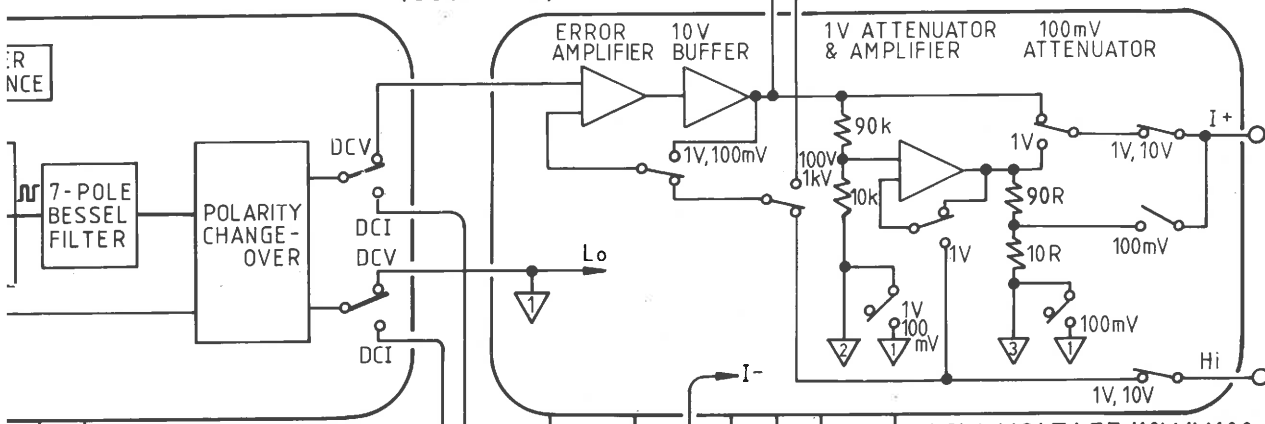 ER
NCE
7-POLE
BESSEL
FILTER
POLARITY
CHANGE-
OVER
DCV
DCI
DCV
DCI
ERROR
AMPLIFIER
10V
BUFFER
1V ATTENUATOR
& AMPLIFIER
100mV
ATTENUATOR
1V,100mV
Lo
1
90k
100V
1kV
10k
1V
1V
100
mV
2
1
90R
10R
100mV
3
1
1V
1V,10V
I+
100mV
I-
1V,10V
Hi